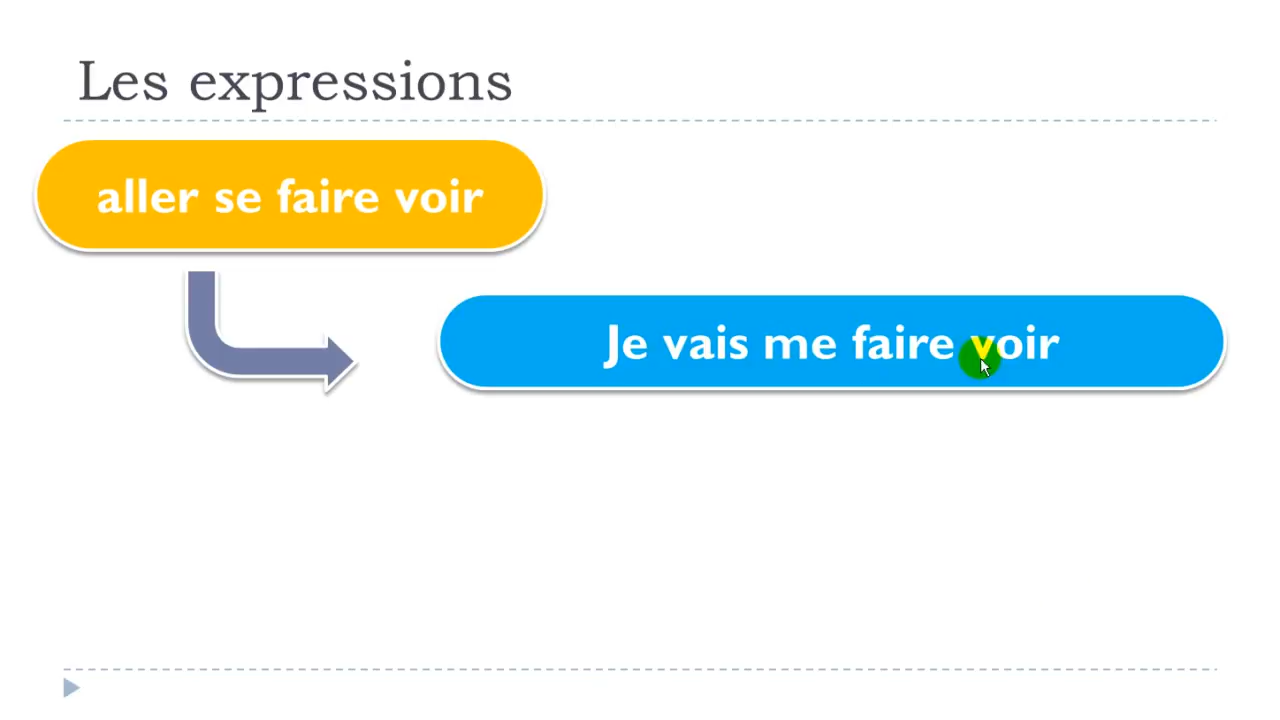 Les expressions
aller se faire voir
Je vais me faire voir